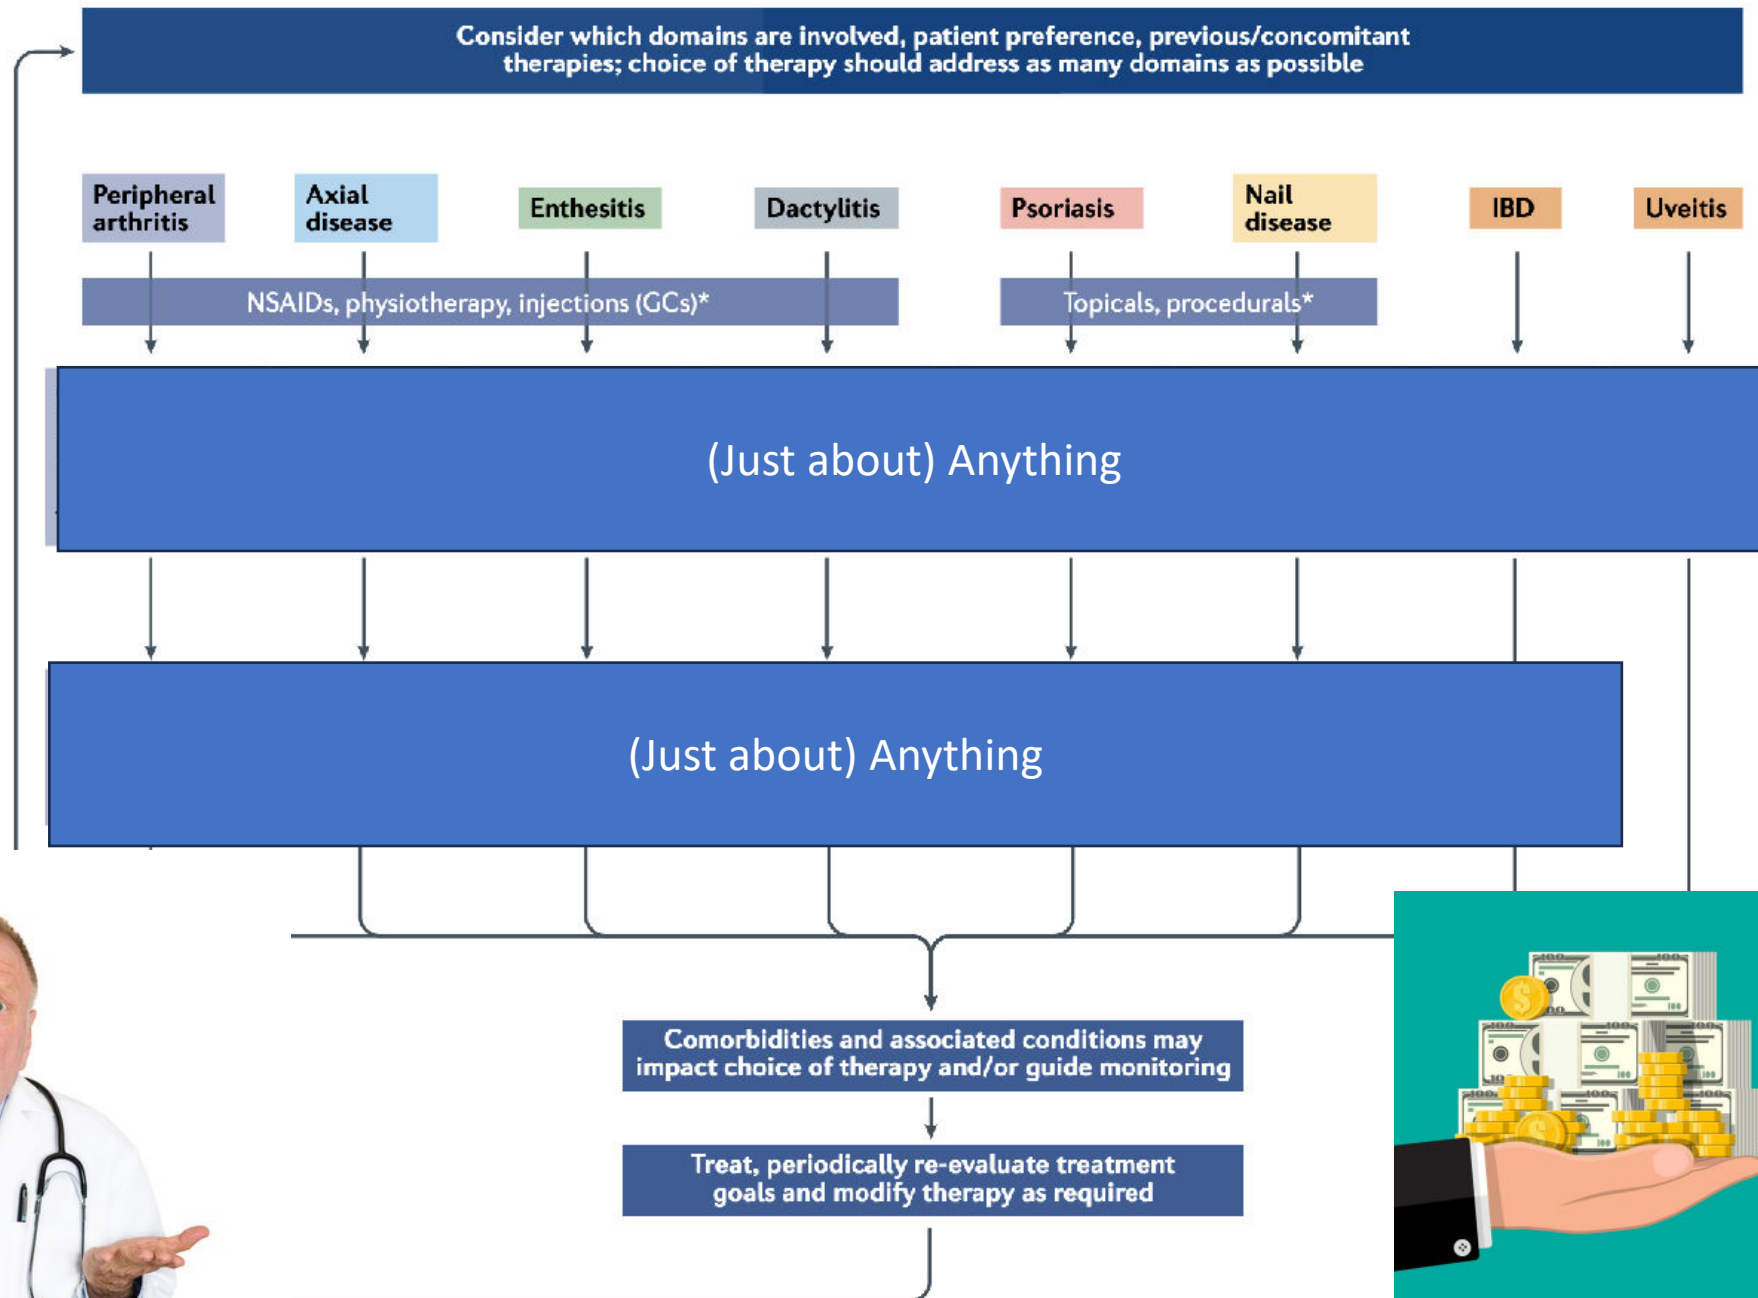 Consider which domains are involved, patient preference, previous/concomitant
therapies; choice of therapy should address as many domains as possible
Peripheral
arthritis
Axial
disease
Enthesitis
Dactylitis
Psoriasis
Nail
disease
IBD
Uveitis
NSAIDs, physiotherapy, injections (GCs)*
Topicals, procedurals*
(Just about) Anything
(Just about) Anything
Comorbidities and associated conditions may
impact choice of therapy and/or guide monitoring
Treat, periodically re-evaluate treatment
goals and modify therapy as required